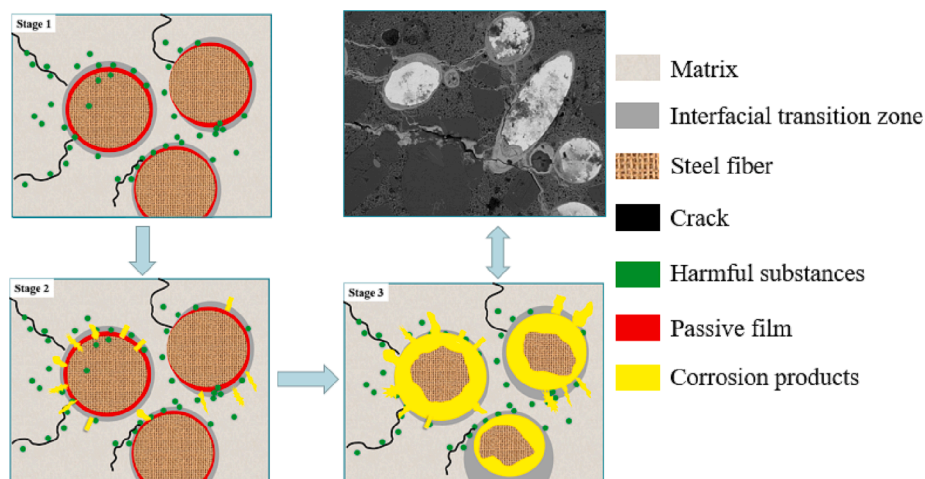 Stage 1
Stage 2
Stage 3
Matrix
Interfacial transition zone
Steel fiber
Crack
Harmful substances
Passive film
Corrosion products